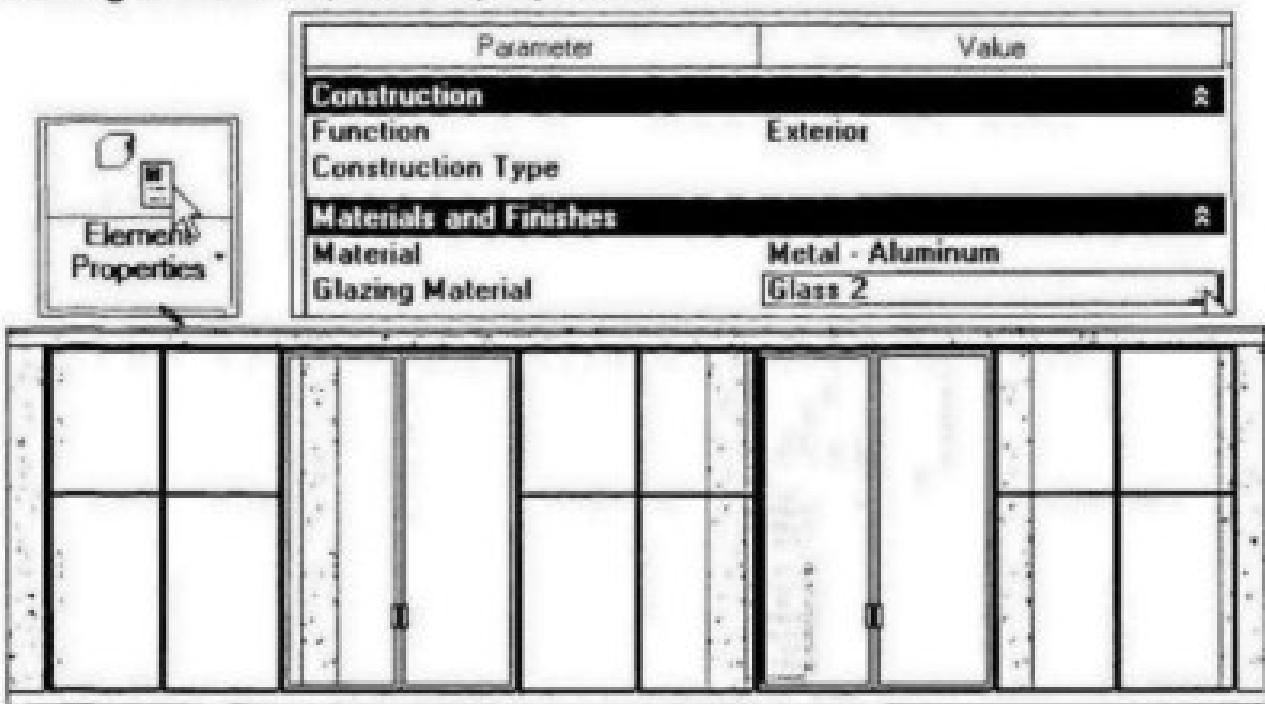 Parameter Value
Construction
Function Exterior
Construction Type
Materials and Finishes
Material Metal - Aluminum
Glazing Material Glass 2
Element
Properties